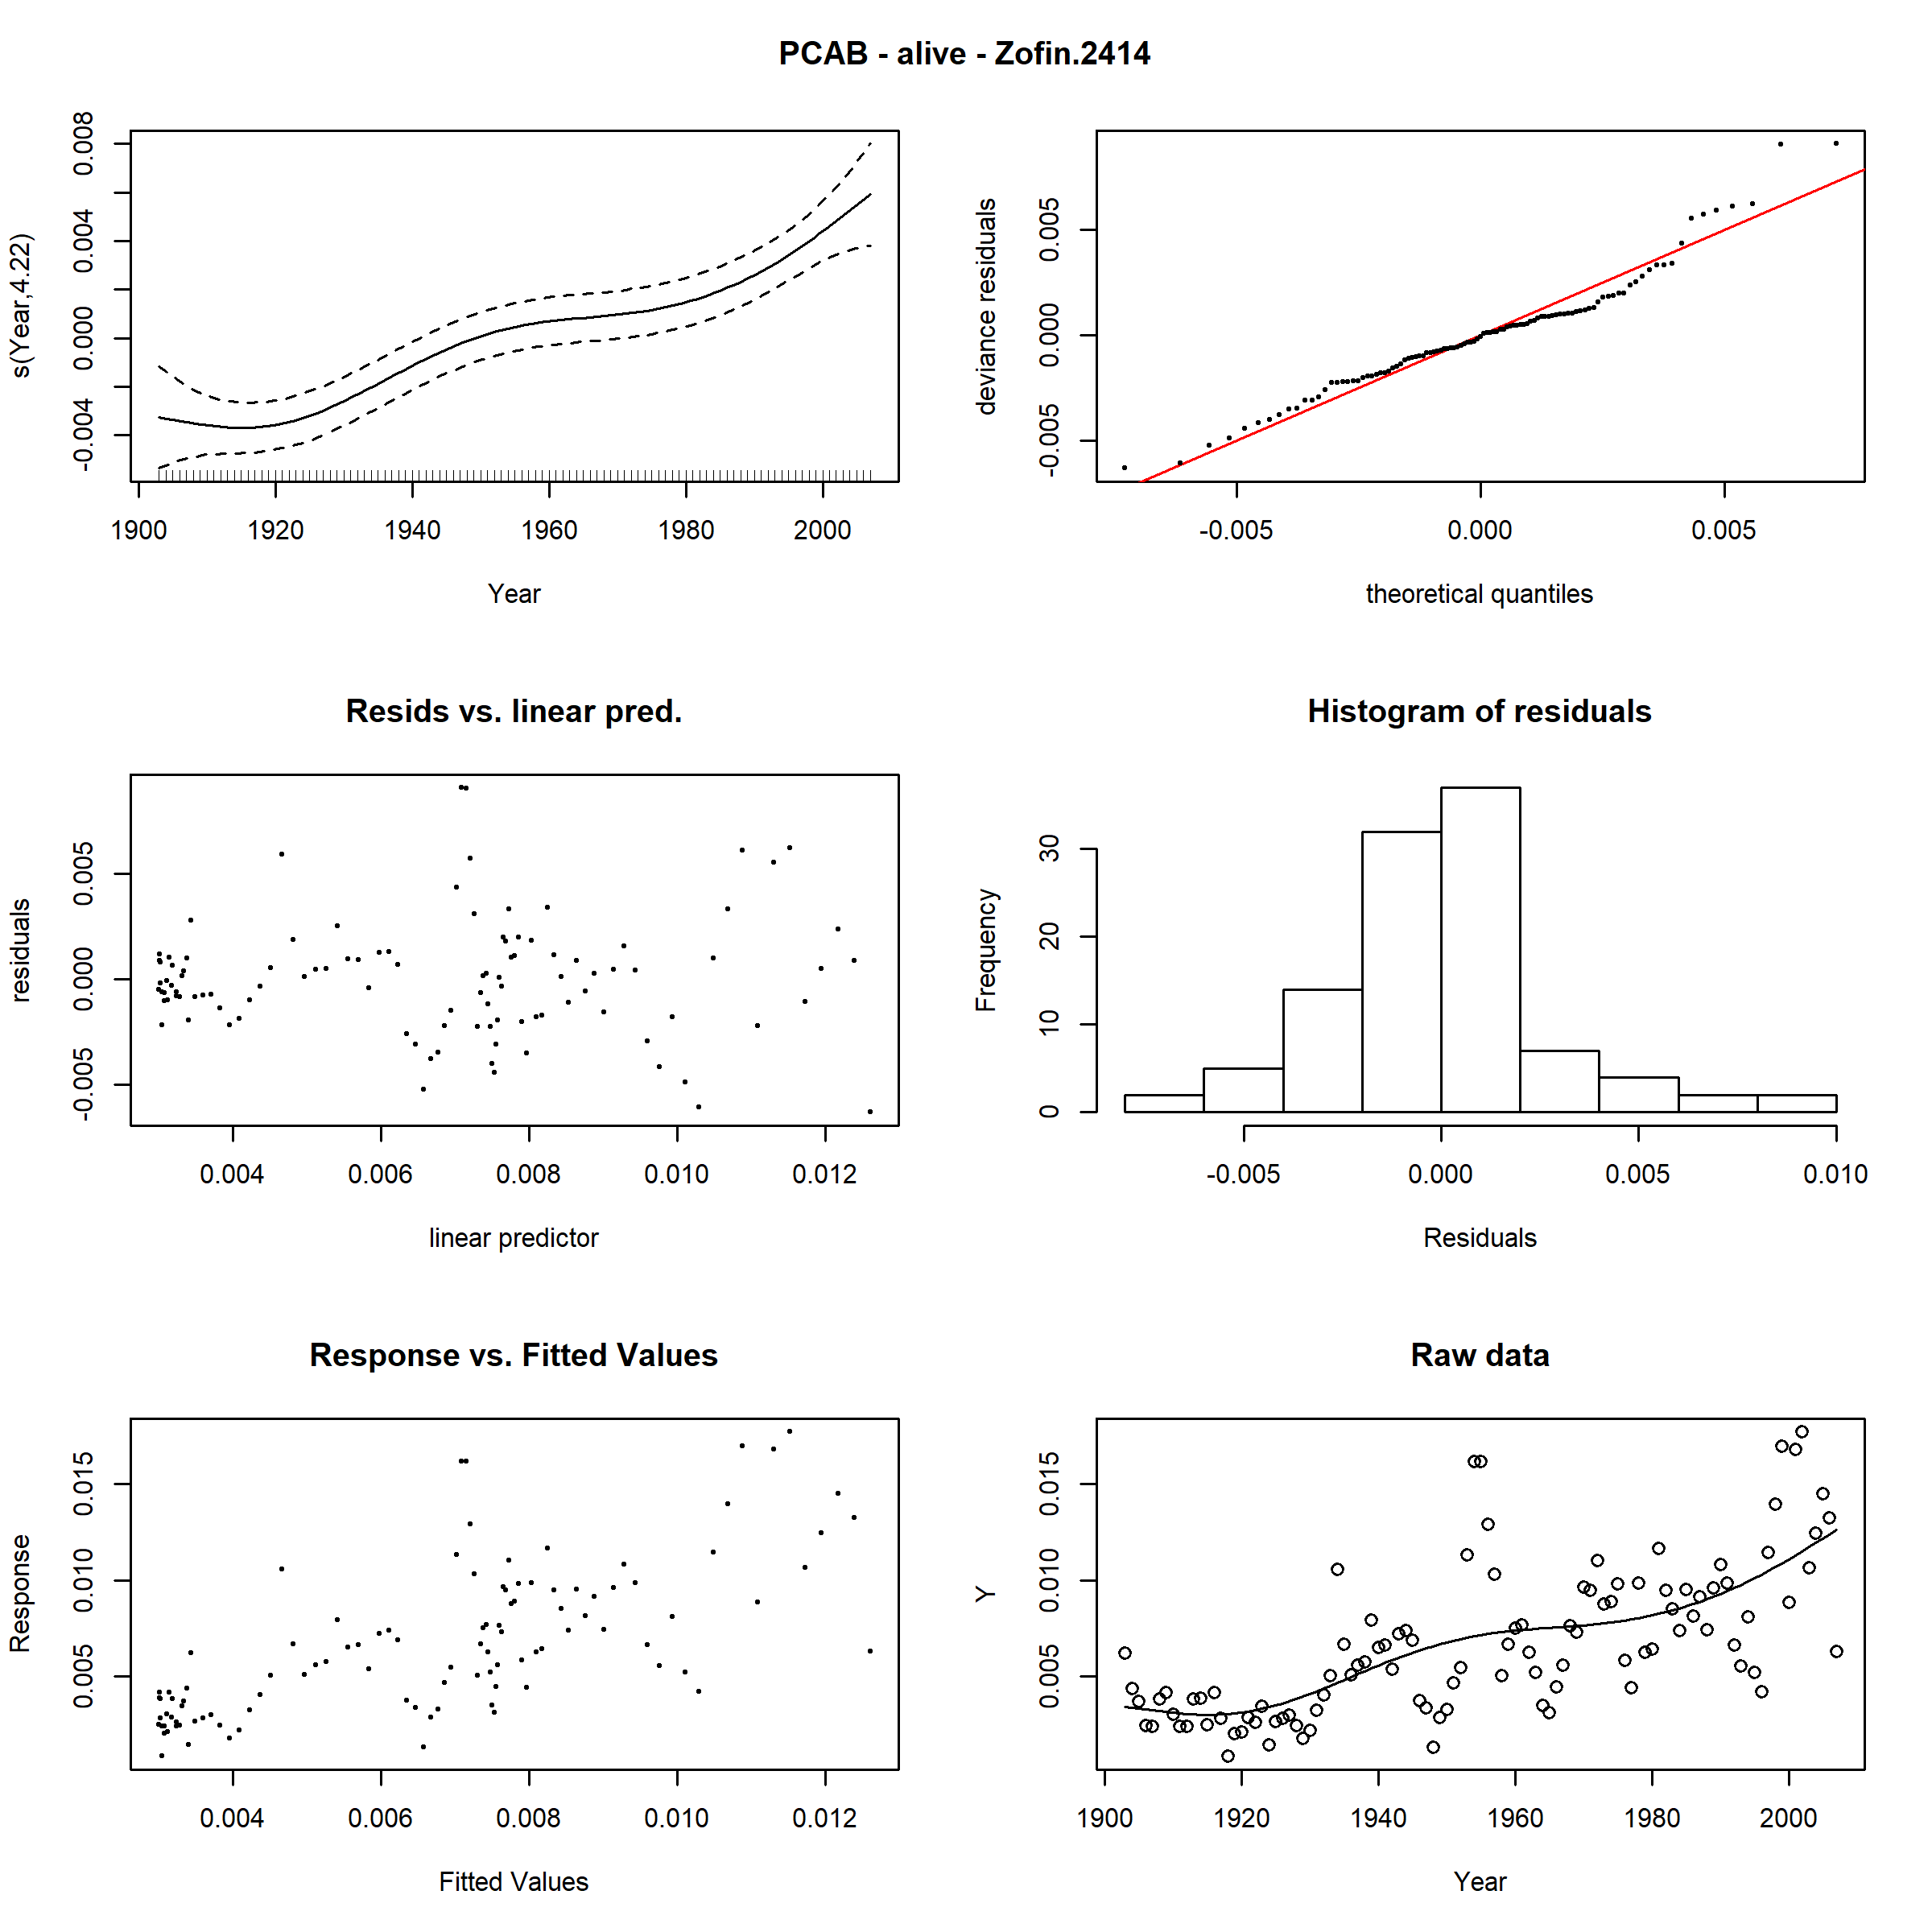 PCAB - alive - Zofin.2414
s(Year,4.22)
-0.004 0.000 0.004 0.008
1900 1920 1940 1960 1980 2000
Year
deviance residuals
-0.005 0.000 0.005
-0.005 0.000 0.005
theoretical quantiles
Resids vs. linear pred.
residuals
-0.005 0.000 0.005
0.004 0.006 0.008 0.010 0.012
linear predictor
Histogram of residuals
Frequency
0 10 20 30
-0.005 0.000 0.005 0.010
Residuals
Response vs. Fitted Values
Response
0.005 0.010 0.015
0.004 0.006 0.008 0.010 0.012
Fitted Values
Raw data
Y
0.005 0.010 0.015
1900 1920 1940 1960 1980 2000
Year